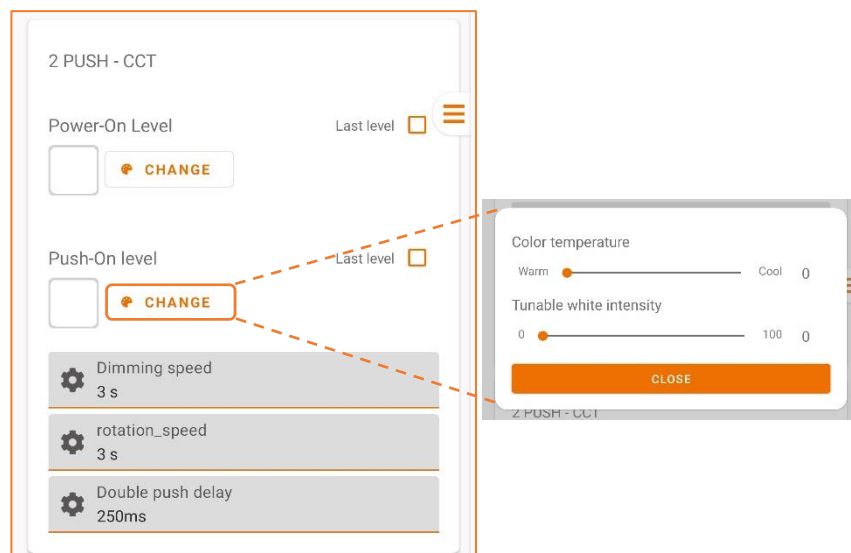 2 PUSH - CCT
Power-On Level
Last level
CHANGE
Push-On level
Last level
CHANGE
Dimming speed
3 s
rotation_speed
3 s
Double push delay
250ms
Color temperature
Warm Cool 0
Tunable white intensity
0 100 0
CLOSE
2 PUSH - CCT